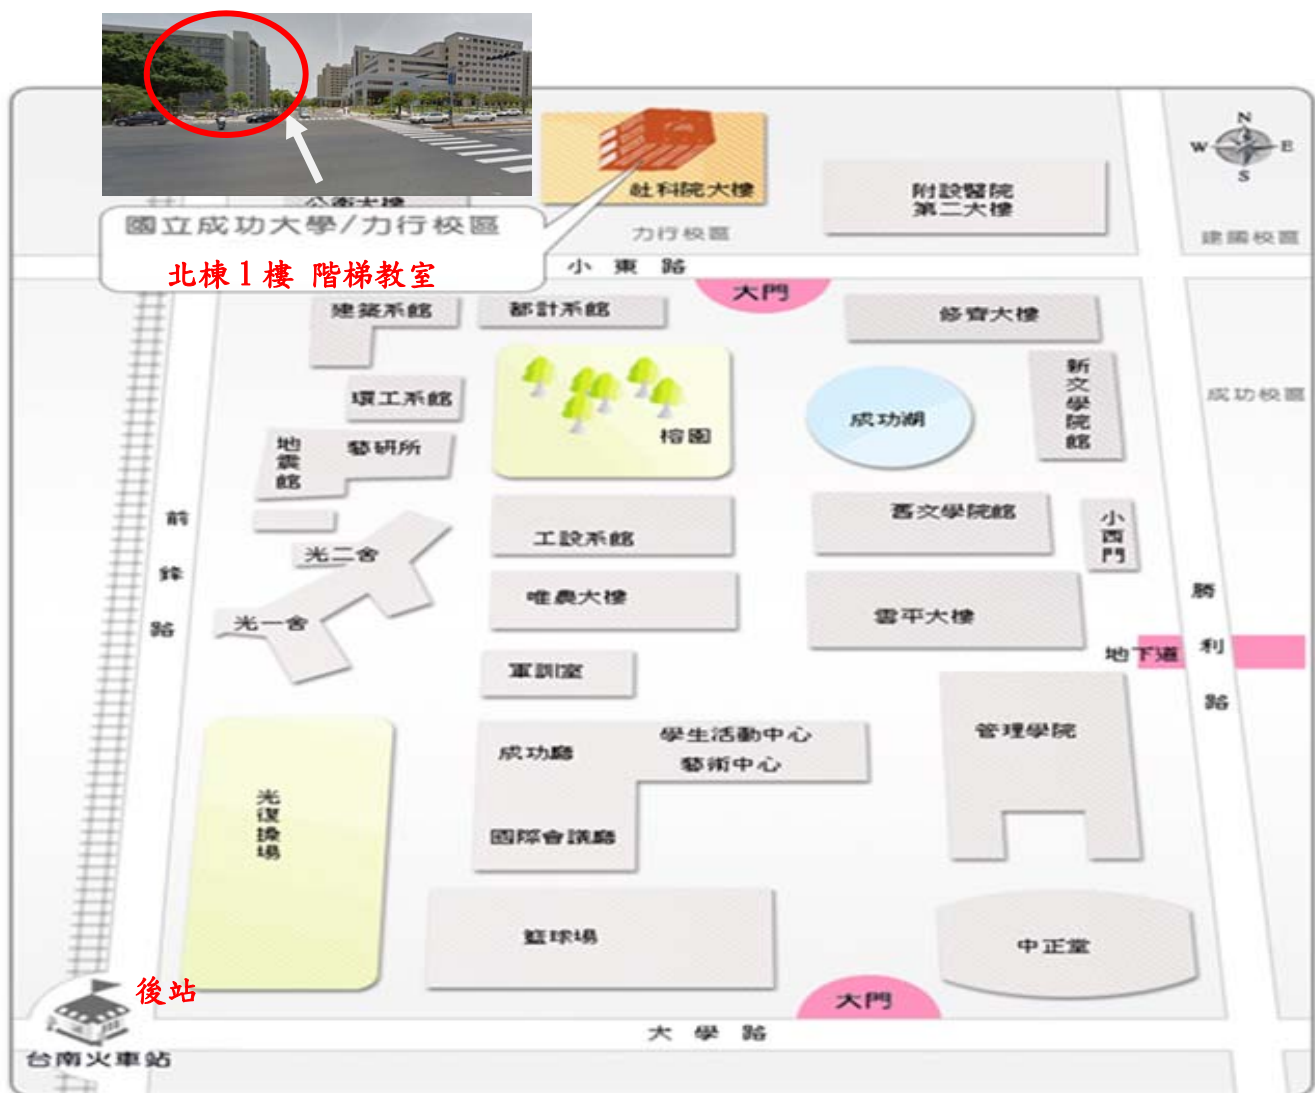 N
W
E
S
公衛大樓
社科院大樓
附設醫院
第二大樓
國立成功大學/力行校區
北棟1樓 階梯教室
力行校區
建國校區
小東路
大門
建築系館
都計系館
修齊大樓
環工系館
榕園
成功湖
新文學院館
成功校區
地震館
藝研所
前鋒路
光二舍
工設系館
舊文學院館
小西門
光一舍
唯農大樓
雲平大樓
勝利路
地下道
軍訓室
成功廳
學生活動中心
藝術中心
管理學院
光復操場
國際會議廳
籃球場
中正堂
後站
大門
大學路
台南火車站